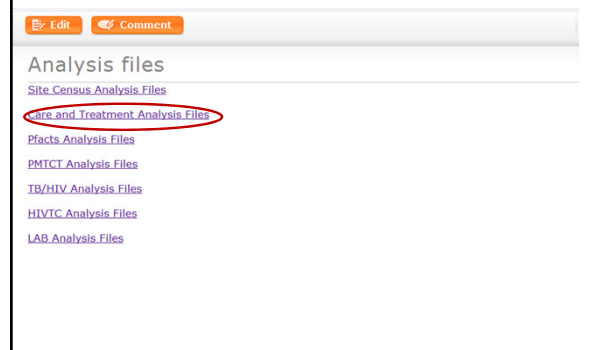 Edit Comment
Analysis files
Site Census Analysis Files
Care and Treatment Analysis Files
Pfacts Analysis Files
PMTCT Analysis Files
TB/HIV Analysis Files
HIVTC Analysis Files
LAB Analysis Files